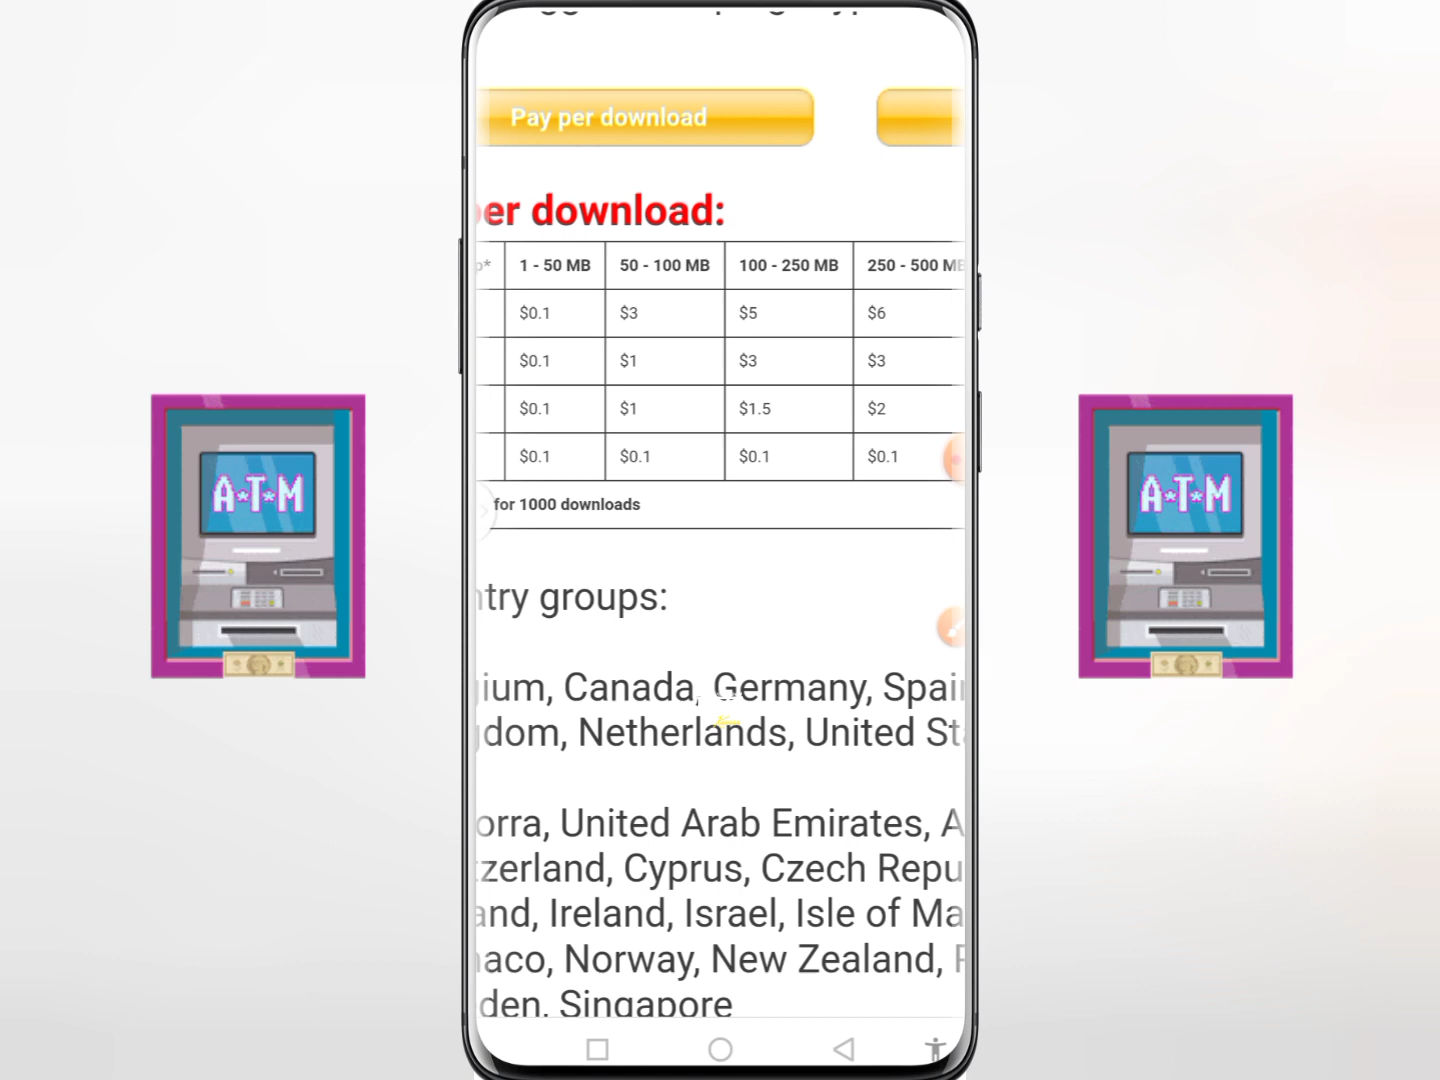 Pay per download
er download:
1 - 50 MB 50 - 100 MB 100 - 250 MB 250 - 500 MB
$0.1 $3 $5 $6
$0.1 $1 $3 $3
$0.1 $1 $1.5 $2
$0.1 $0.1 $0.1 $0.1
for 1000 downloads
ntry groups:
ium, Canada, Germany, Spain
dom, Netherlands, United Sta
orra, United Arab Emirates, A
zerland, Cyprus, Czech Repu
and, Ireland, Israel, Isle of Ma
aco, Norway, New Zealand,
den, Singapore
A*T*M
A*T*M